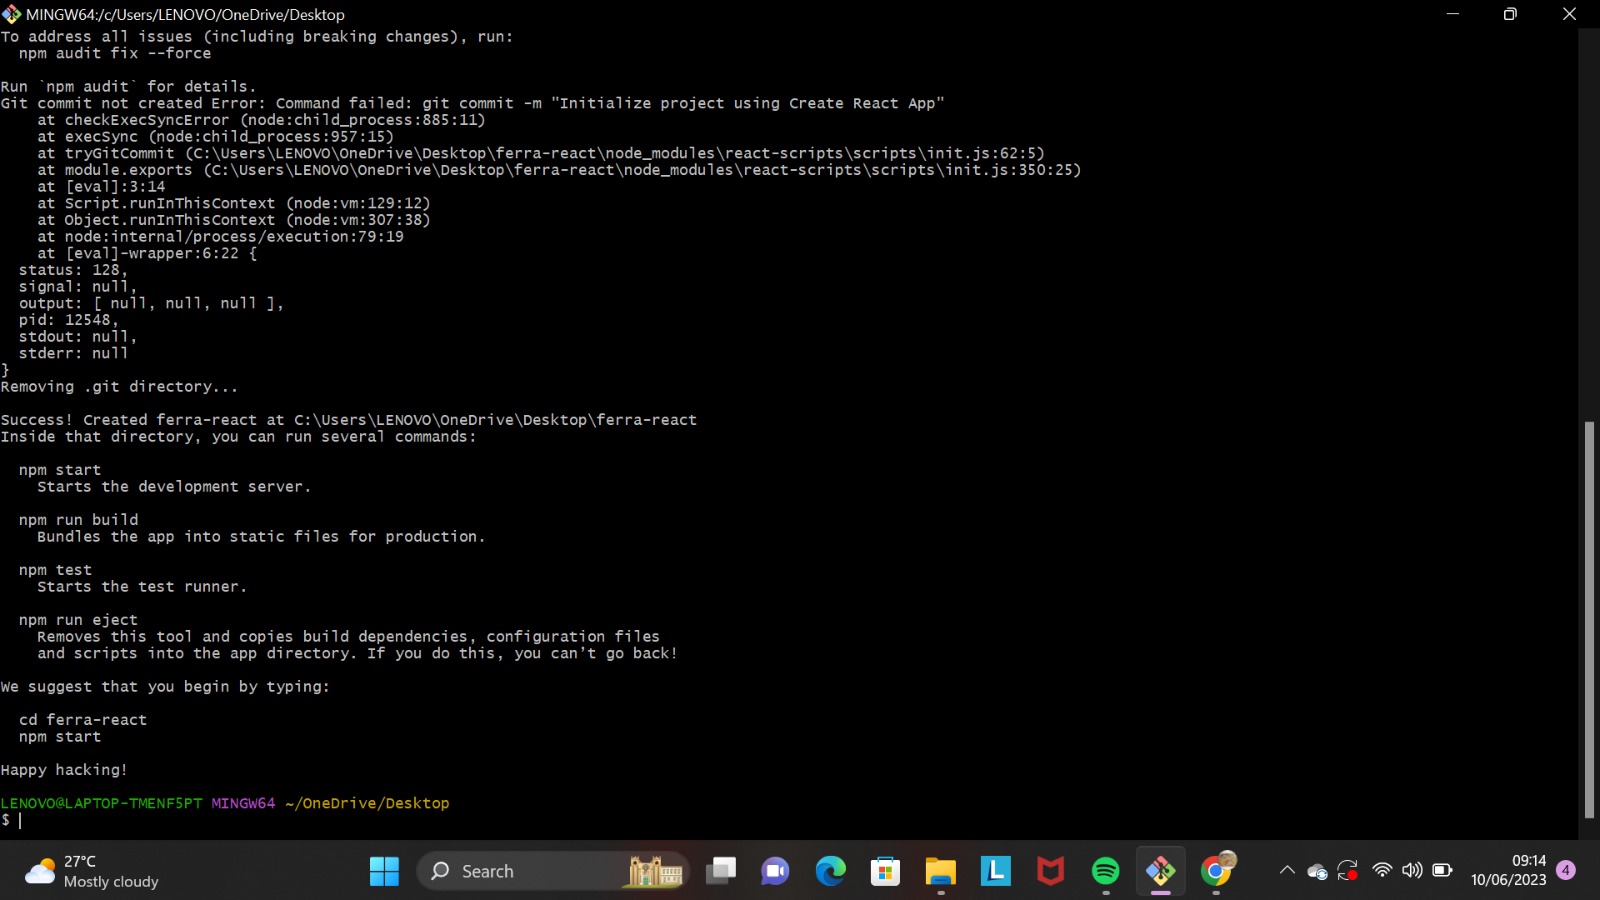 MINGW64:/c/Users/LENOVO/OneDrive/Desktop
To address all issues (including breaking changes), run:
  npm audit fix --force

Run `npm audit` for details.
Git commit not created Error: Command failed: git commit -m "Initialize project using Create React App"
    at checkExecSyncError (node:child_process:885:11)
    at execSync (node:child_process:957:15)
    at tryGitCommit (C:\Users\LENOVO\OneDrive\Desktop\ferra-react\node_modules\react-scripts\scripts\init.js:62:5)
    at module.exports (C:\Users\LENOVO\OneDrive\Desktop\ferra-react\node_modules\react-scripts\scripts\init.js:350:25)
    at [eval]:3:14
    at Script.runInThisContext (node:vm:129:12)
    at Object.runInThisContext (node:vm:307:38)
    at node:internal/process/execution:79:19
    at [eval]-wrapper:6:22 {
  status: 128,
  signal: null,
  output: [ null, null, null ],
  pid: 12548,
  stdout: null,
  stderr: null
}
Removing .git directory...

Success! Created ferra-react at C:\Users\LENOVO\OneDrive\Desktop\ferra-react
Inside that directory, you can run several commands:

  npm start
    Starts the development server.

  npm run build
    Bundles the app into static files for production.

  npm test
    Starts the test runner.

  npm run eject
    Removes this tool and copies build dependencies, configuration files
    and scripts into the app directory. If you do this, you can’t go back!

We suggest that you begin by typing:

  cd ferra-react
  npm start

Happy hacking!

LENOVO@LAPTOP-TMENF5PT MINGW64 ~/OneDrive/Desktop
$
27°C
Mostly cloudy
Search
L
09:14
10/06/2023
4